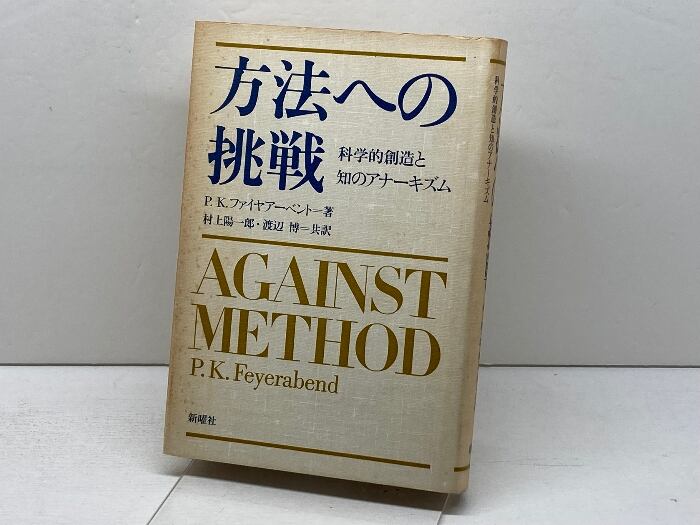 方法への
挑戦
科学的創造と
知のアナーキズム
P. K. ファイヤアーベント＝著
村上陽一郎・渡辺 博＝共訳
AGAINST
METHOD
P. K. Feyerabend
新曜社
科学的創造と知のアナーキズム